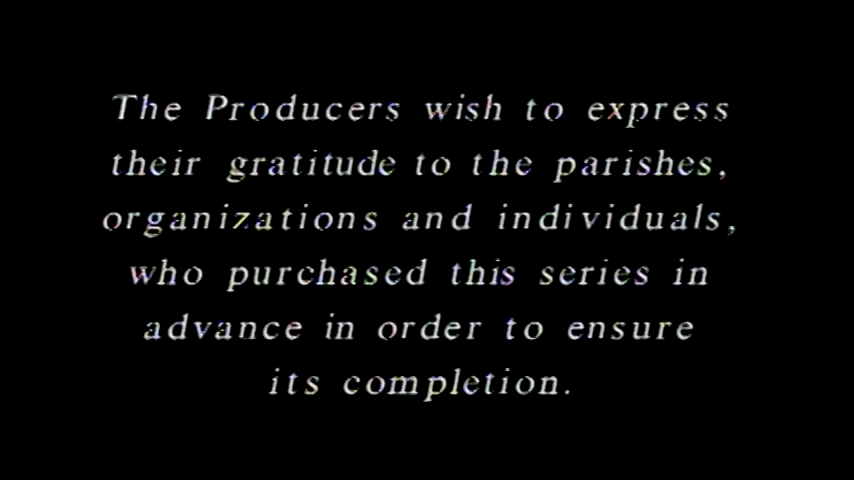 The Producers wish to express
their gratitude to the parishes,
organizations and individuals,
who purchased this series in
advance in order to ensure
its completion.